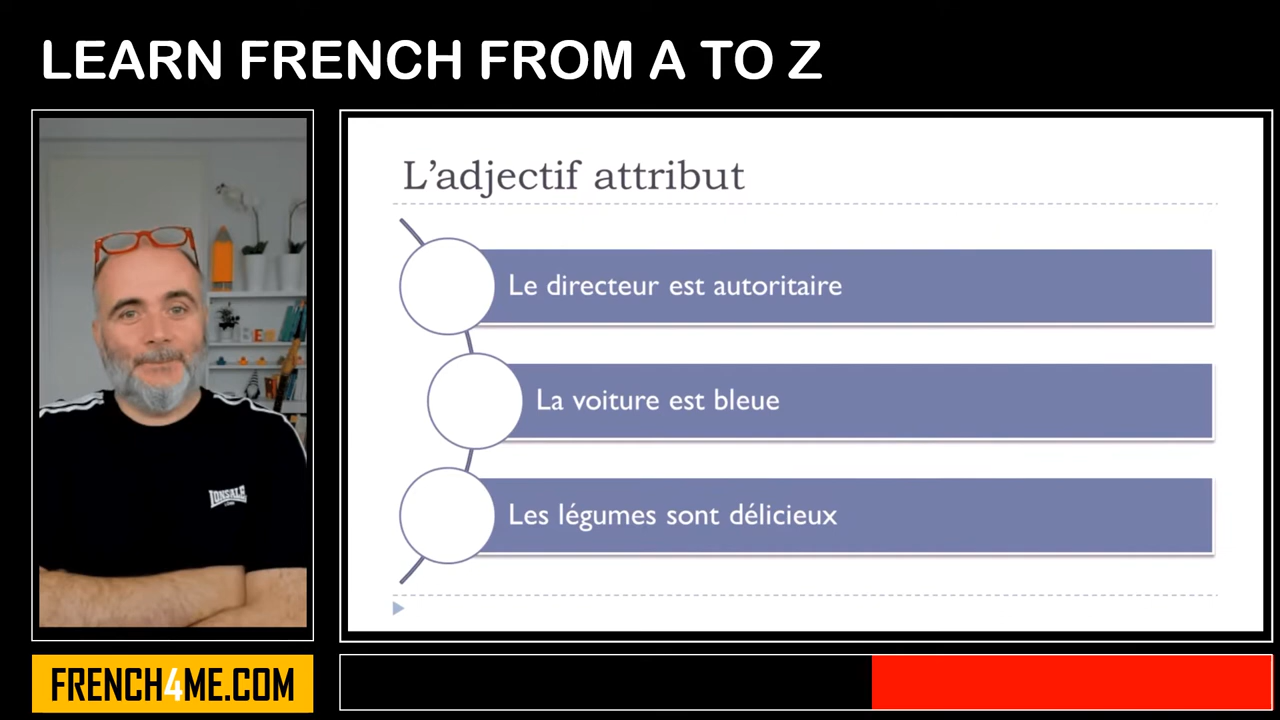 LEARN FRENCH FROM A TO Z
L’adjectif attribut
Le directeur est autoritaire
La voiture est bleue
Les légumes sont délicieux
LONSDALE
FRENCH4ME.COM